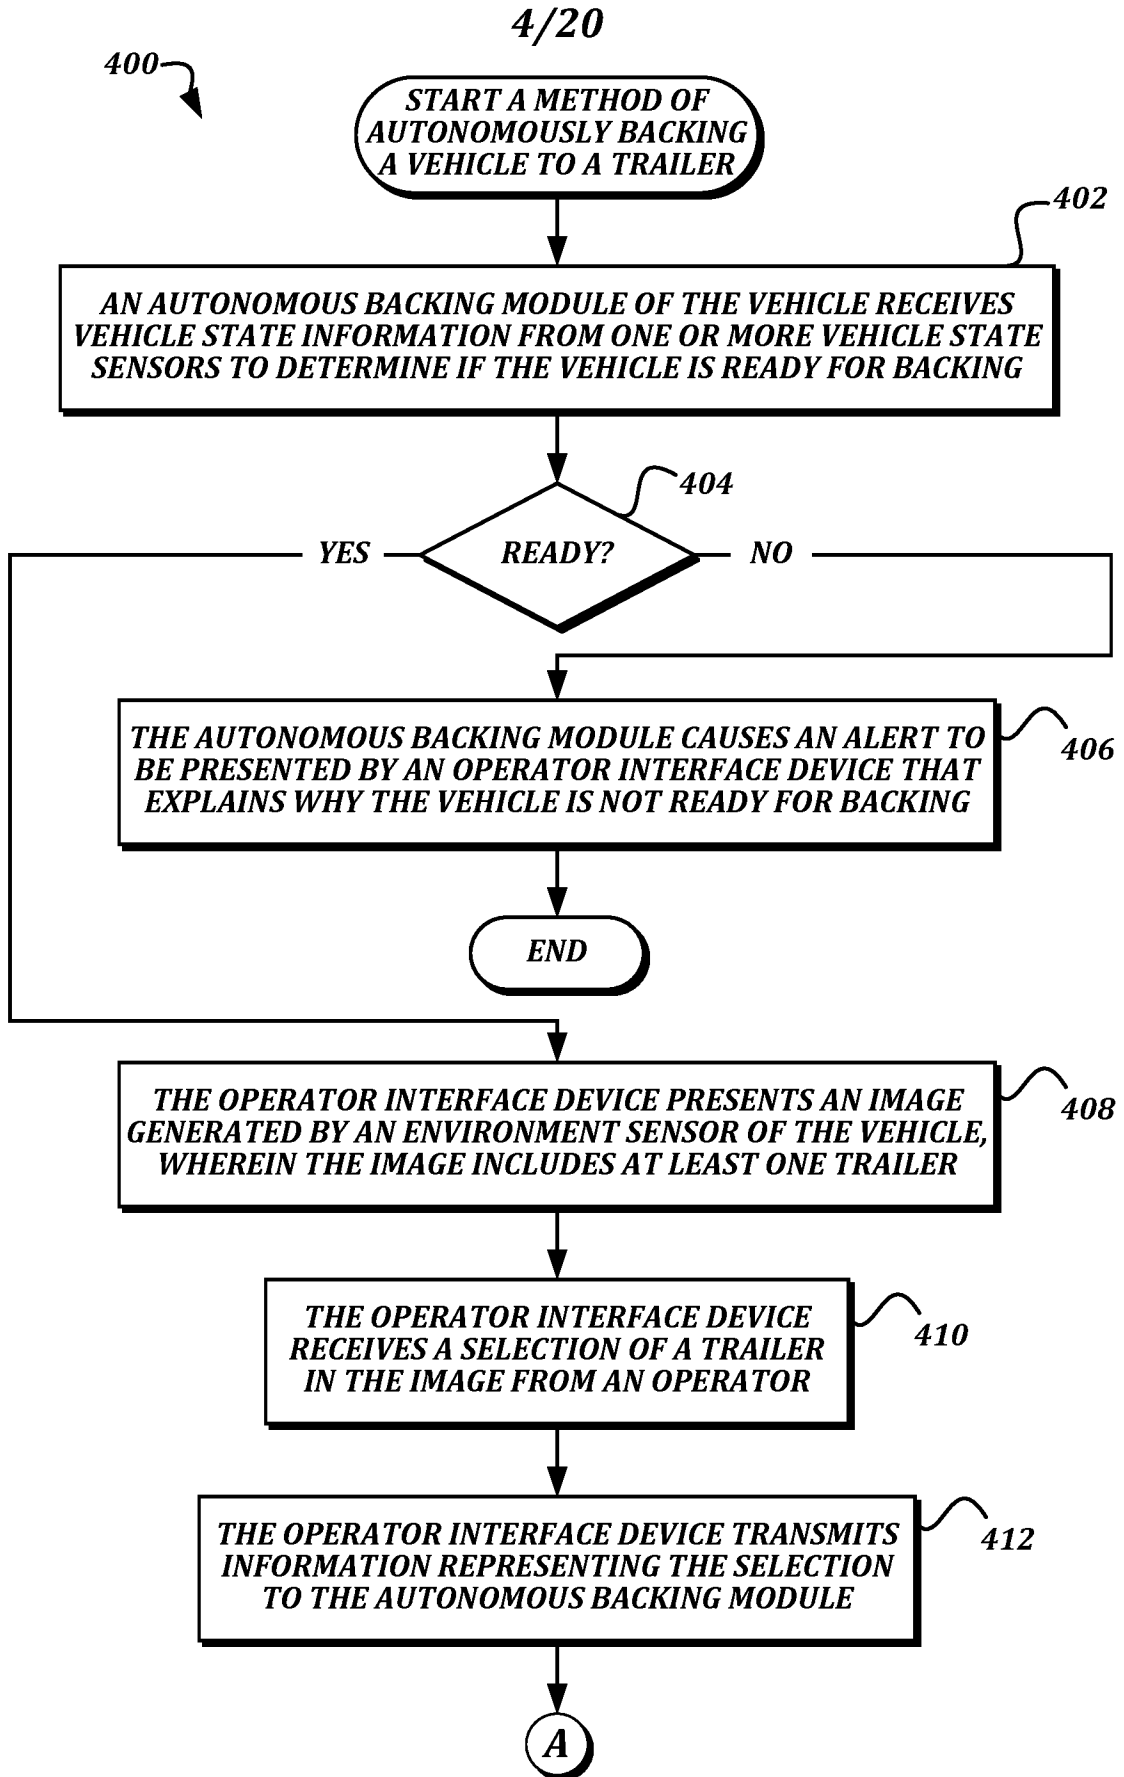 4/20
400
START A METHOD OF
AUTONOMOUSLY BACKING
A VEHICLE TO A TRAILER
402
AN AUTONOMOUS BACKING MODULE OF THE VEHICLE RECEIVES
VEHICLE STATE INFORMATION FROM ONE OR MORE VEHICLE STATE
SENSORS TO DETERMINE IF THE VEHICLE IS READY FOR BACKING
404
YES
READY?
NO
THE AUTONOMOUS BACKING MODULE CAUSES AN ALERT TO
BE PRESENTED BY AN OPERATOR INTERFACE DEVICE THAT
EXPLAINS WHY THE VEHICLE IS NOT READY FOR BACKING
406
END
THE OPERATOR INTERFACE DEVICE PRESENTS AN IMAGE
GENERATED BY AN ENVIRONMENT SENSOR OF THE VEHICLE,
WHEREIN THE IMAGE INCLUDES AT LEAST ONE TRAILER
408
THE OPERATOR INTERFACE DEVICE
RECEIVES A SELECTION OF A TRAILER
IN THE IMAGE FROM AN OPERATOR
410
THE OPERATOR INTERFACE DEVICE TRANSMITS
INFORMATION REPRESENTING THE SELECTION
TO THE AUTONOMOUS BACKING MODULE
412
A